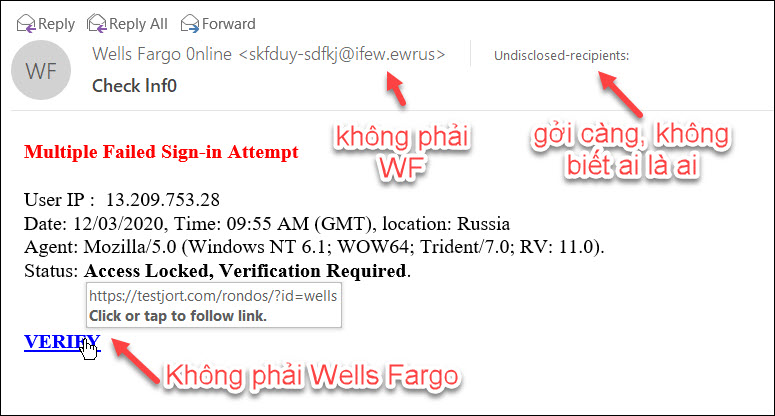 Reply Reply All Forward
WF
Wells Fargo 0nline <skfduy-sdfkj@ifew.ewrus>
Undisclosed-recipients:
Check lnf0
không phải
WF
gởi càng, không
biết ai là ai
Multiple Failed Sign-in Attempt
User IP : 13.209.753.28
Date: 12/03/2020, Time: 09:55 AM (GMT), location: Russia
Agent: Mozilla/5.0 (Windows NT 6.1; WOW64; Trident/7.0; RV: 11.0).
Status: Access Locked, Verification Required.
https://testjort.com/rondos/?id=wells
Click or tap to follow link.
VERIFY
Không phải Wells Fargo